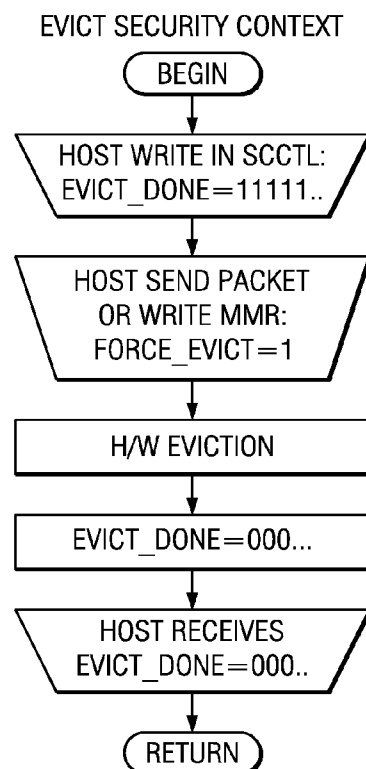 EVICT SECURITY CONTEXT
BEGIN
HOST WRITE IN SCCTL:
EVICT_DONE=11111..
HOST SEND PACKET
OR WRITE MMR:
FORCE_EVICT=1
H/W EVICTION
EVICT_DONE=000...
HOST RECEIVES
EVICT_DONE=000..
RETURN